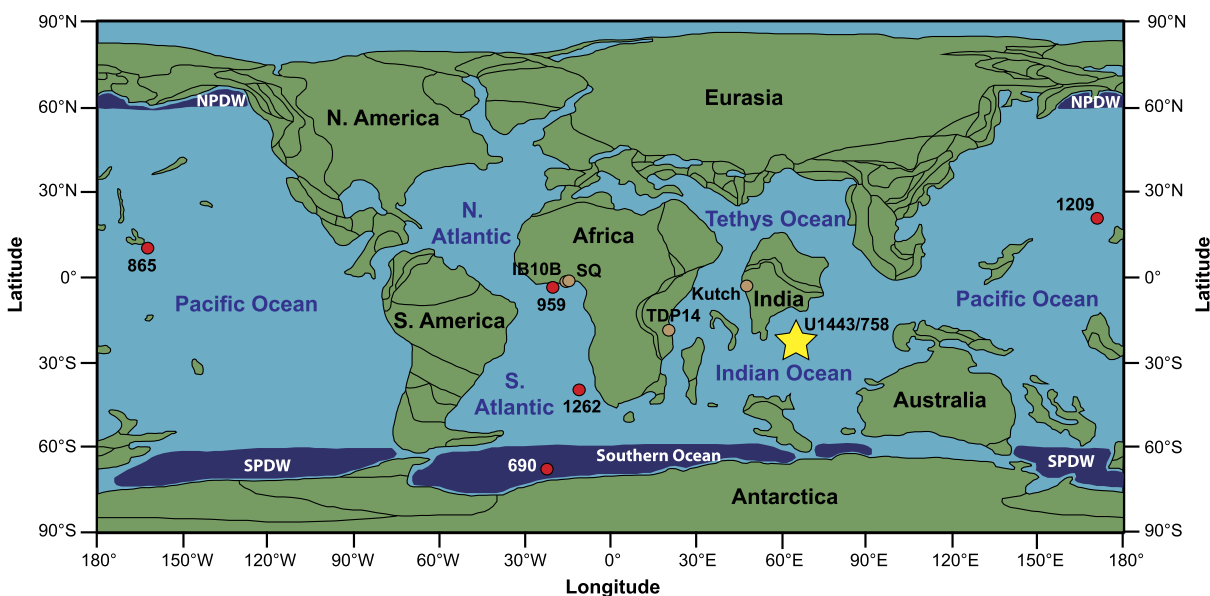 90°N
90°N
NPDW
Eurasia
NPDW
60°N
60°N
N. America
30°N
30°N
1209
N.
Atlantic
Tethys Ocean
Africa
865
IB10B
SQ
0°
0°
Latitude
Latitude
959
Kutch
India
Pacific Ocean
Pacific Ocean
S. America
TDP14
U1443/758
30°S
30°S
Indian Ocean
S.
Atlantic
1262
Australia
60°S
60°S
SPDW
690
Southern Ocean
SPDW
Antarctica
90°S
90°S
180°
150°
120°
90°
60°
30°
0°
30°
60°
90°
120°
150°
180°
Longitude